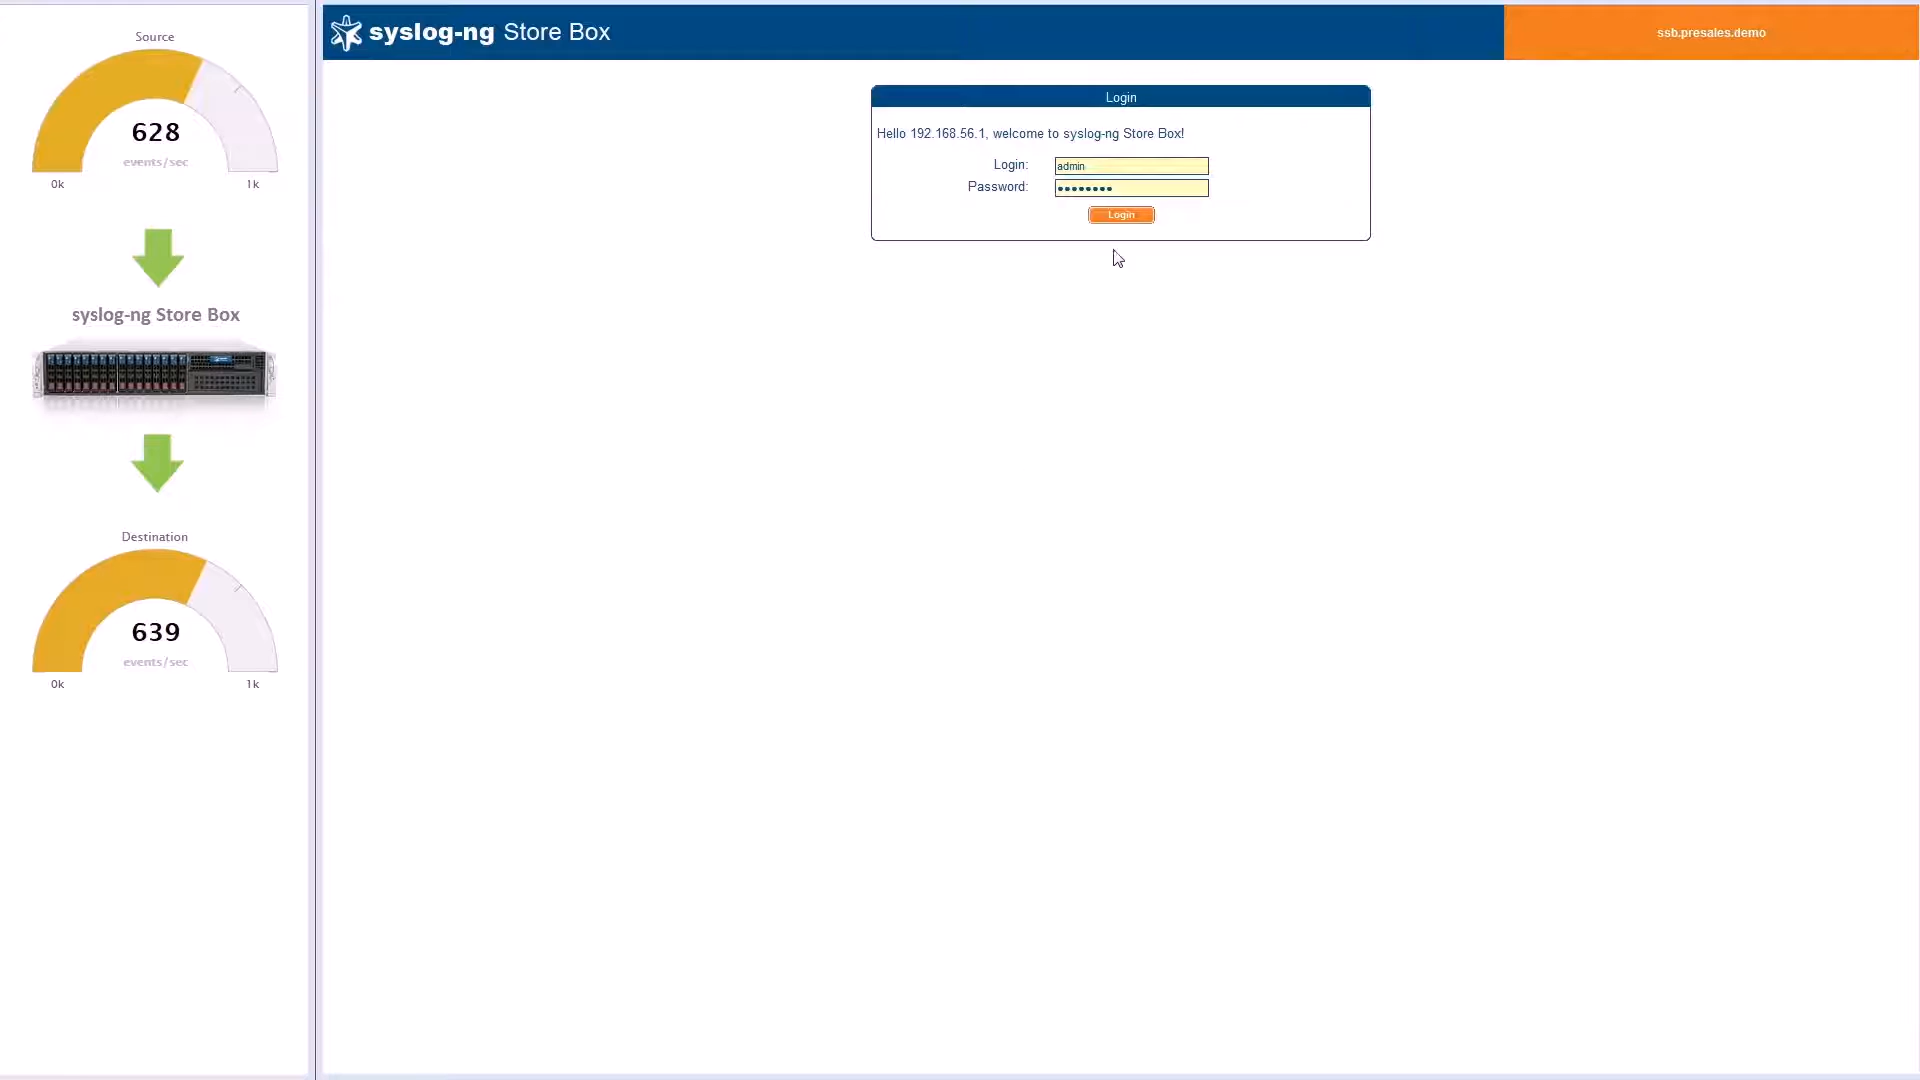 Source
628
events/sec
0k 1k
syslog-ng Store Box
Destination
639
events/sec
0k 1k
syslog-ng Store Box
ssb.presales.demo
Login
Hello 192.168.56.1, welcome to syslog-ng Store Box!
Login: admin
Password: ••••••••
Login